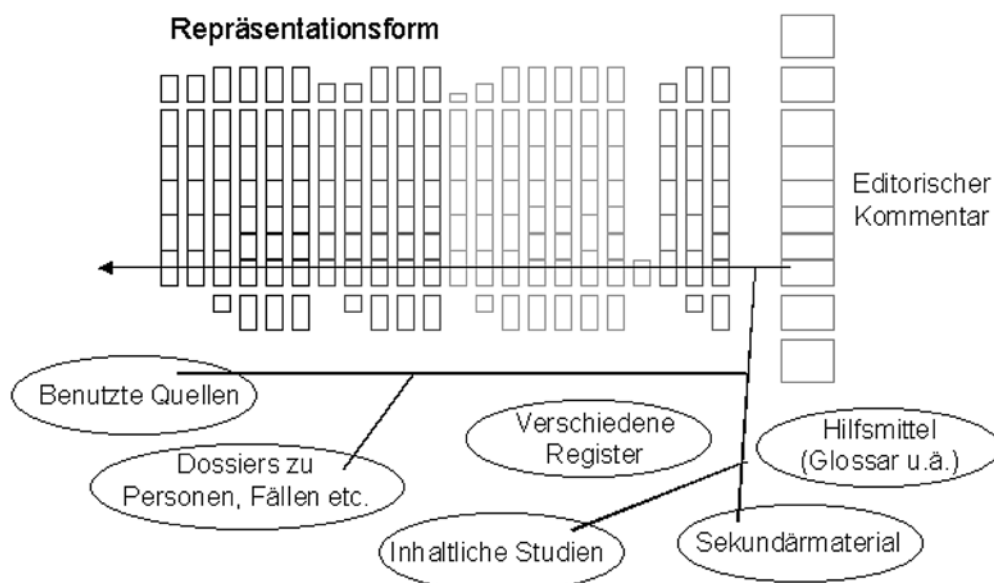 Repräsentationsform
Editorischer
Kommentar
Benutzte Quellen
Verschiedene
Register
Hilfsmittel
(Glossar u.ä.)
Dossiers zu
Personen, Fällen etc.
Inhaltliche Studien
Sekundärmaterial